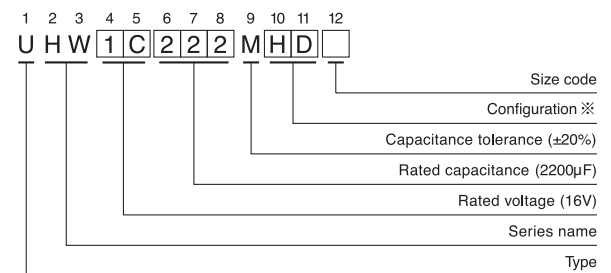 1 2 3 4 5 6 7 8 9 10 11 12
U H W 1 C 2 2 2 M H D
Size code
Configuration ※
Capacitance tolerance (±20%)
Rated capacitance (2200µF)
Rated voltage (16V)
Series name
Type